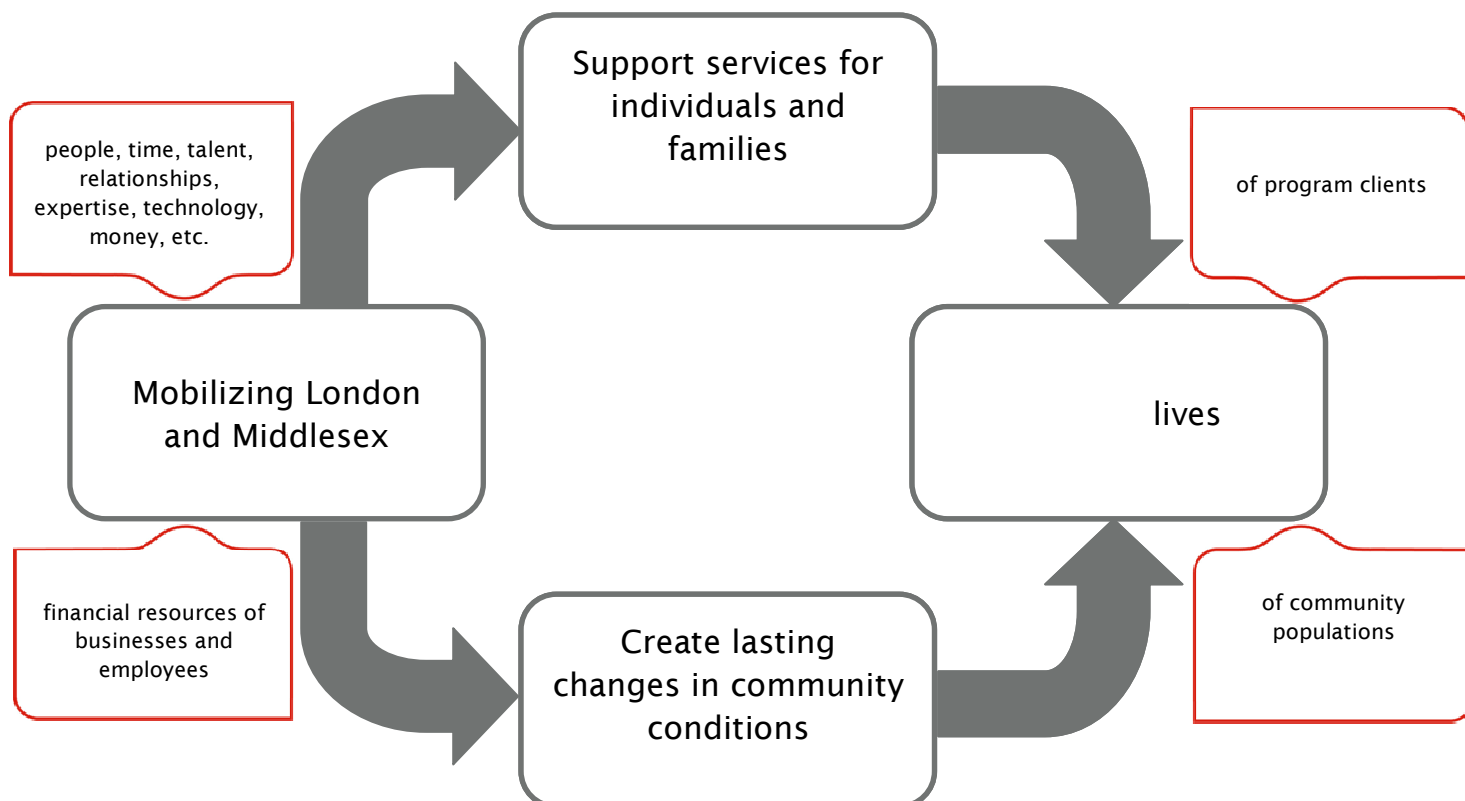 Support services for
individuals and
families
people, time, talent,
relationships,
expertise, technology,
money, etc.
of program clients
Mobilizing London
and Middlesex
lives
financial resources of
businesses and
employees
Create lasting
changes in community
conditions
of community
populations